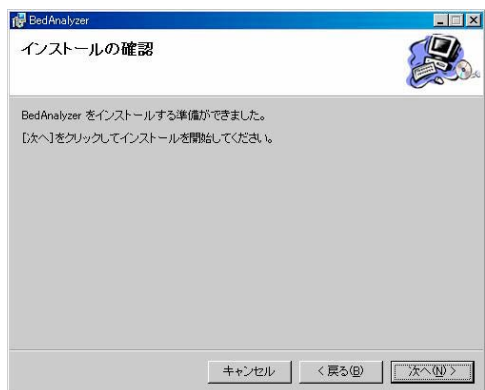 BedAnalyzer
インストールの確認
BedAnalyzer をインストールする準備ができました。
[次へ]をクリックしてインストールを開始してください。
キャンセル
< 戻る(B)
次へ(N) >